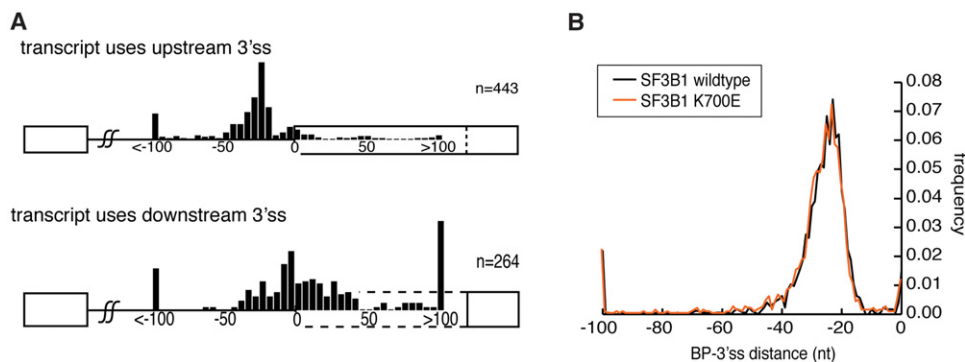 A
transcript uses upstream 3'ss
n=443
<-100 -50 0 50 >100
transcript uses downstream 3'ss
n=264
<-100 -50 0 50 >100
B
SF3B1 wildtype
SF3B1 K700E
0.08
0.07
0.06
0.05
0.04
0.03
0.02
0.01
0.00
frequency
-100 -80 -60 -40 -20 0
BP-3'ss distance (nt)